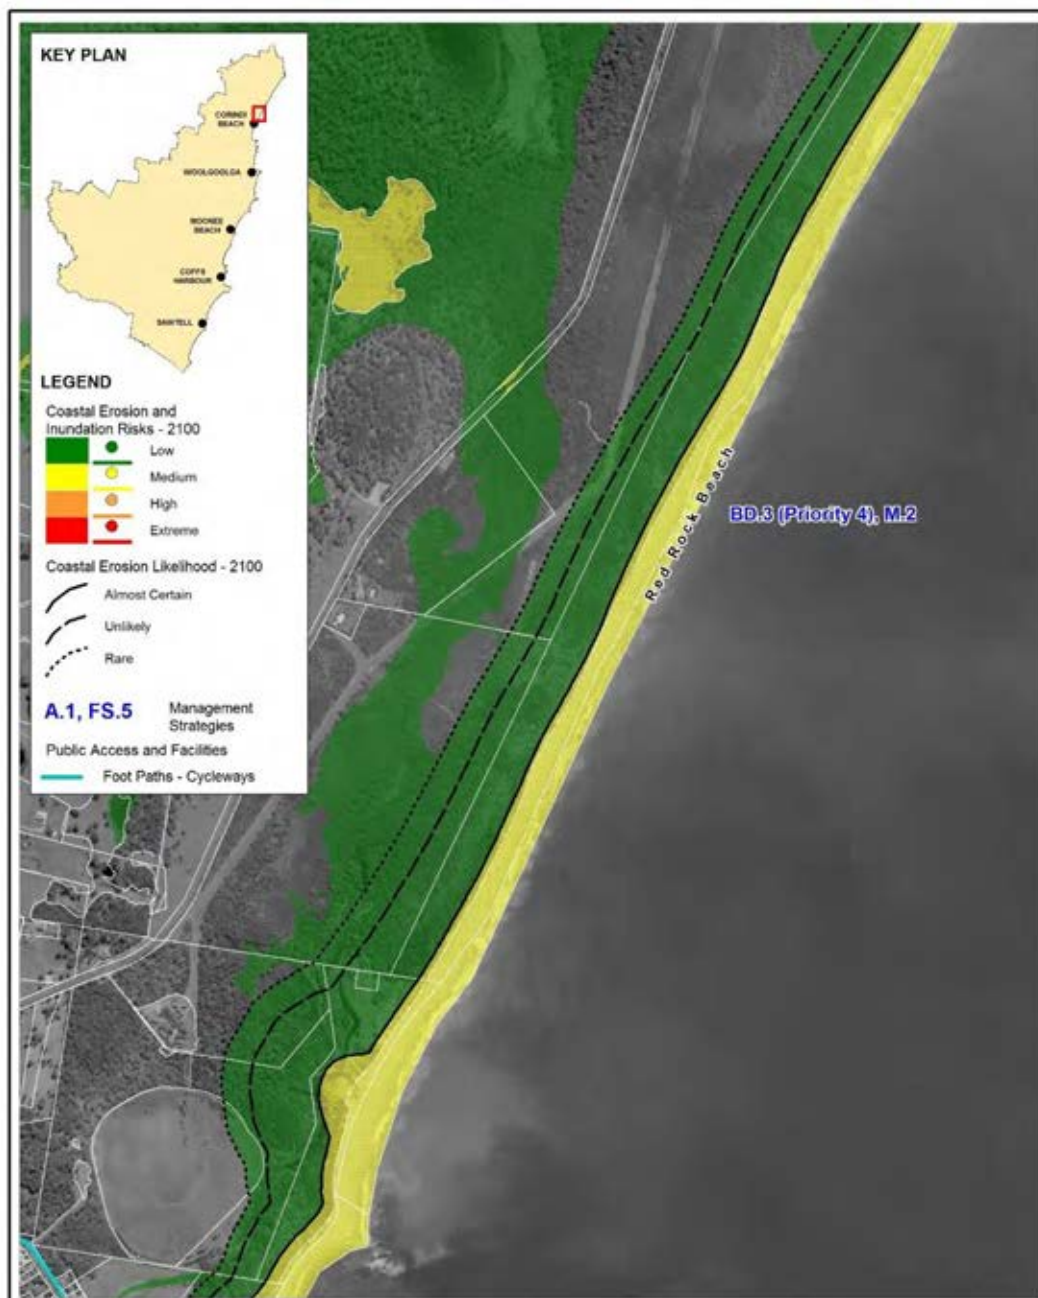 KEY PLAN
CORINDI
BEACH
WOOLGOOLGA
MOONEE
BEACH
COFFS
HARBOUR
SAWTELL
LEGEND
Coastal Erosion and
Inundation Risks - 2100
Low
Medium
High
Extreme
Coastal Erosion Likelihood - 2100
Almost Certain
Unlikely
Rare
A.1, FS.5 Management
Strategies
Public Access and Facilities
Foot Paths - Cycleways
Red Rock Beach
BD.3 (Priority 4), M.2